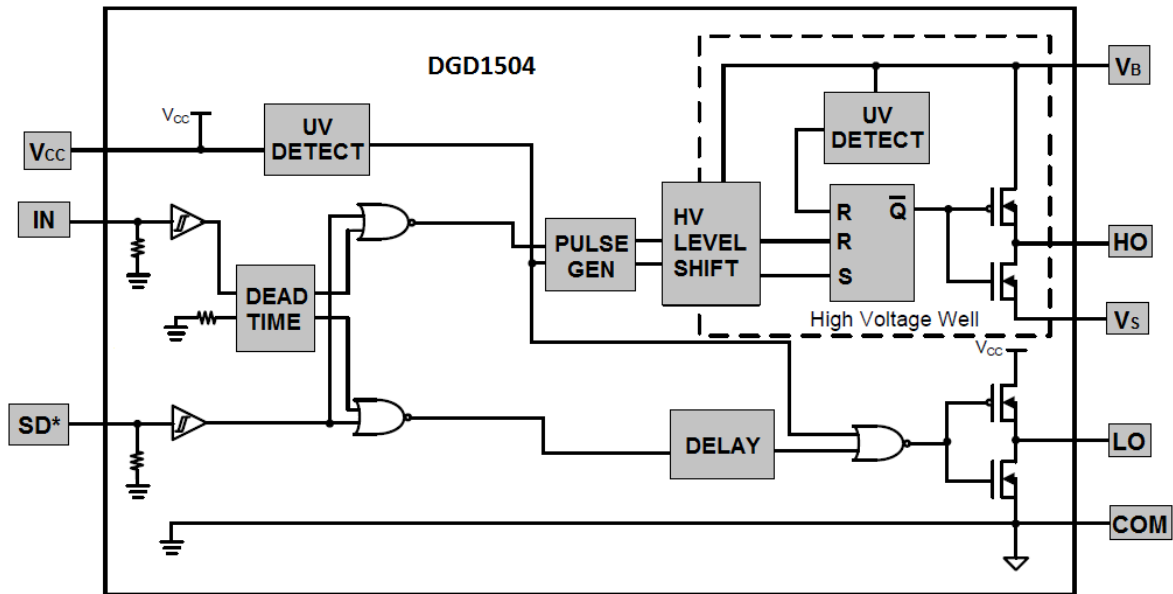 DGD1504
VB
VCC
VCC
UV
DETECT
UV
DETECT
IN
HV
LEVEL
SHIFT
R
Q̅
R
S
PULSE
GEN
HO
DEAD
TIME
High Voltage Well
VS
VCC
SD*
DELAY
LO
COM